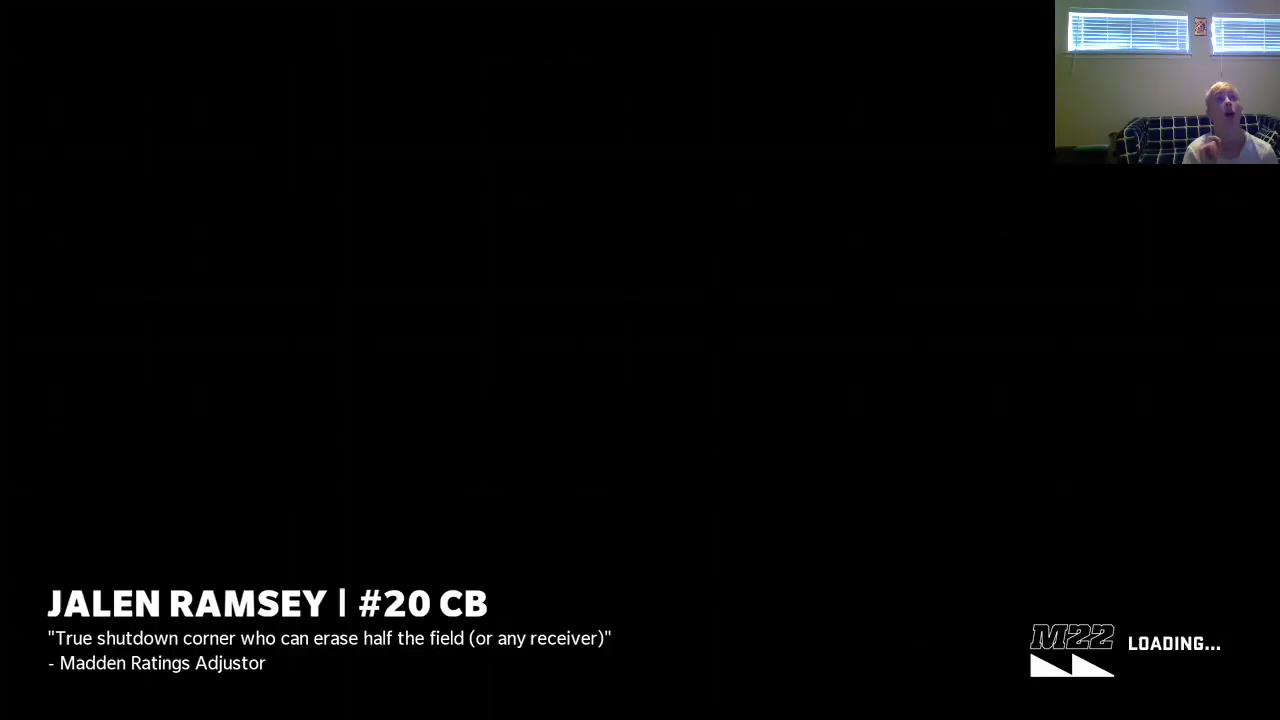 JALEN RAMSEY | #20 CB
"True shutdown corner who can erase half the field (or any receiver)"
- Madden Ratings Adjustor
M22 LOADING...